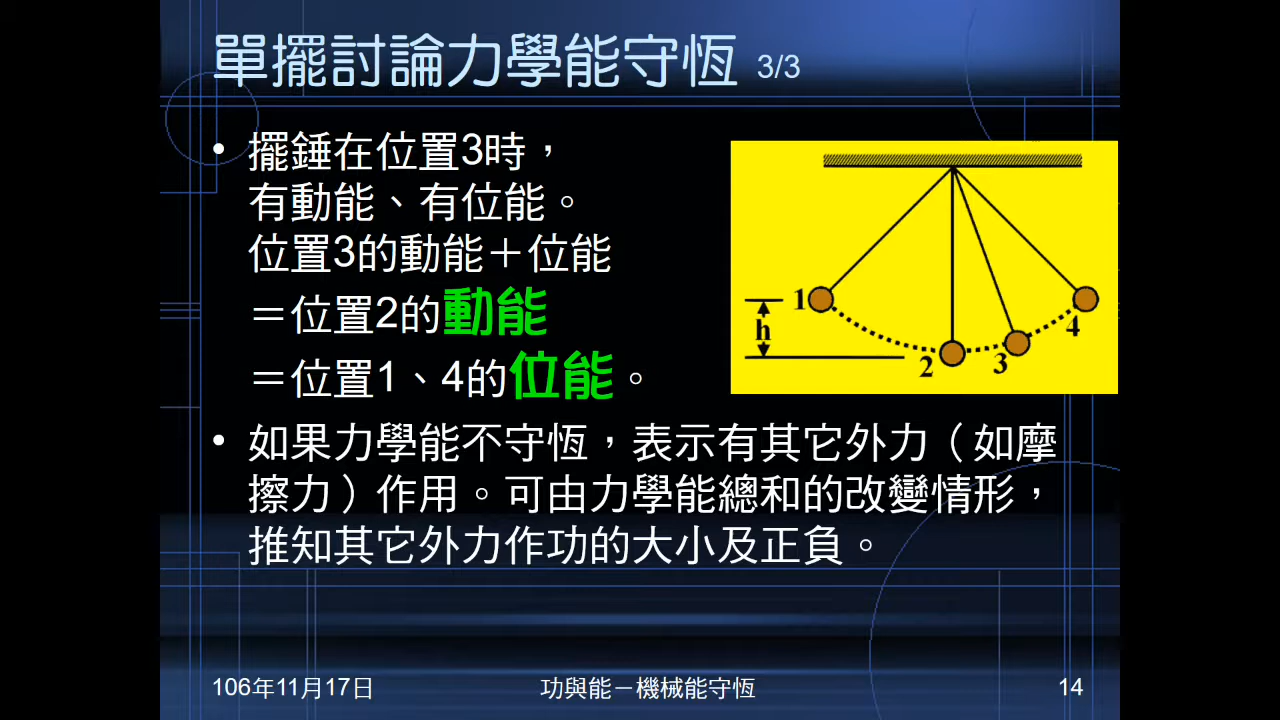 單擺討論力學能守恆 3/3
• 擺錘在位置3時，
有動能、有位能。
位置3的動能＋位能
＝位置2的動能
＝位置1、4的位能。
1
h
2
3
4
• 如果力學能不守恆，表示有其它外力（如摩
擦力）作用。可由力學能總和的改變情形，
推知其它外力作功的大小及正負。
106年11月17日
功與能－機械能守恆
14